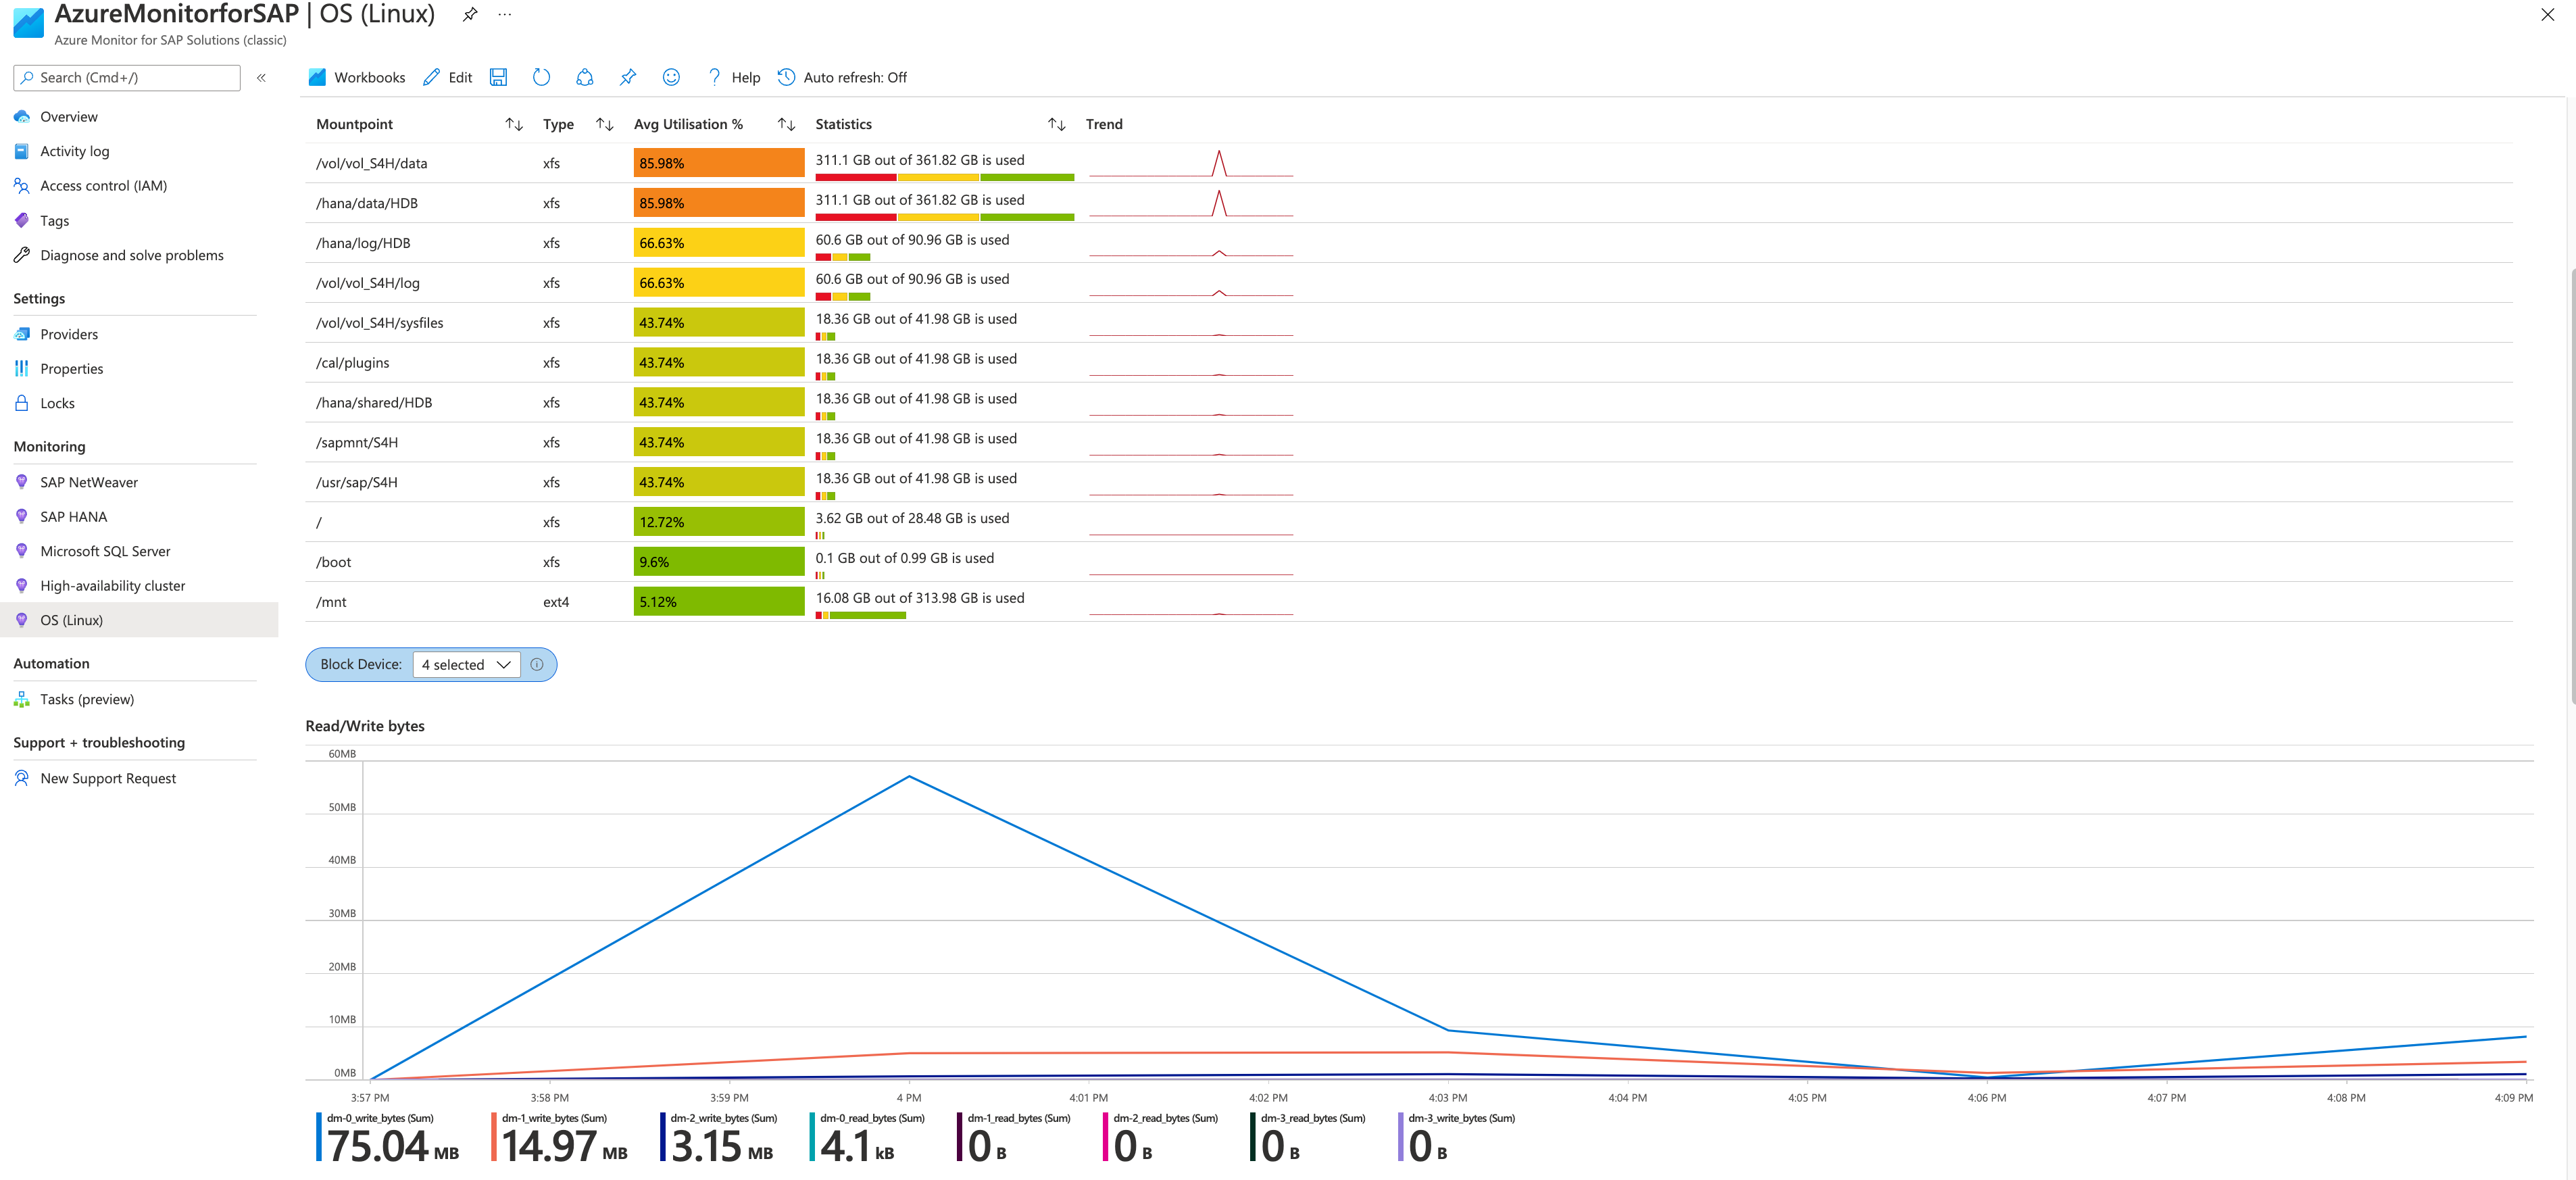 AzureMonitorforSAP | OS (Linux)
Azure Monitor for SAP Solutions (classic)
Search (Cmd+/)
Overview
Activity log
Access control (IAM)
Tags
Diagnose and solve problems
Settings
Providers
Properties
Locks
Monitoring
SAP NetWeaver
SAP HANA
Microsoft SQL Server
High-availability cluster
OS (Linux)
Automation
Tasks (preview)
Support + troubleshooting
New Support Request
Workbooks Edit Help Auto refresh: Off
Mountpoint Type Avg Utilisation % Statistics Trend
/vol/vol_S4H/data xfs 85.98% 311.1 GB out of 361.82 GB is used
/hana/data/HDB xfs 85.98% 311.1 GB out of 361.82 GB is used
/hana/log/HDB xfs 66.63% 60.6 GB out of 90.96 GB is used
/vol/vol_S4H/log xfs 66.63% 60.6 GB out of 90.96 GB is used
/vol/vol_S4H/sysfiles xfs 43.74% 18.36 GB out of 41.98 GB is used
/cal/plugins xfs 43.74% 18.36 GB out of 41.98 GB is used
/hana/shared/HDB xfs 43.74% 18.36 GB out of 41.98 GB is used
/sapmnt/S4H xfs 43.74% 18.36 GB out of 41.98 GB is used
/usr/sap/S4H xfs 43.74% 18.36 GB out of 41.98 GB is used
/ xfs 12.72% 3.62 GB out of 28.48 GB is used
/boot xfs 9.6% 0.1 GB out of 0.99 GB is used
/mnt ext4 5.12% 16.08 GB out of 313.98 GB is used
Block Device: 4 selected
Read/Write bytes
60MB
50MB
40MB
30MB
20MB
10MB
0MB
3:57 PM 3:58 PM 3:59 PM 4 PM 4:01 PM 4:02 PM 4:03 PM 4:04 PM 4:05 PM 4:06 PM 4:07 PM 4:08 PM 4:09 PM
dm-0_write_bytes (Sum) dm-1_write_bytes (Sum) dm-2_write_bytes (Sum) dm-0_read_bytes (Sum) dm-1_read_bytes (Sum) dm-2_read_bytes (Sum) dm-3_read_bytes (Sum) dm-3_write_bytes (Sum)
75.04 MB 14.97 MB 3.15 MB 4.1 kB 0 B 0 B 0 B 0 B